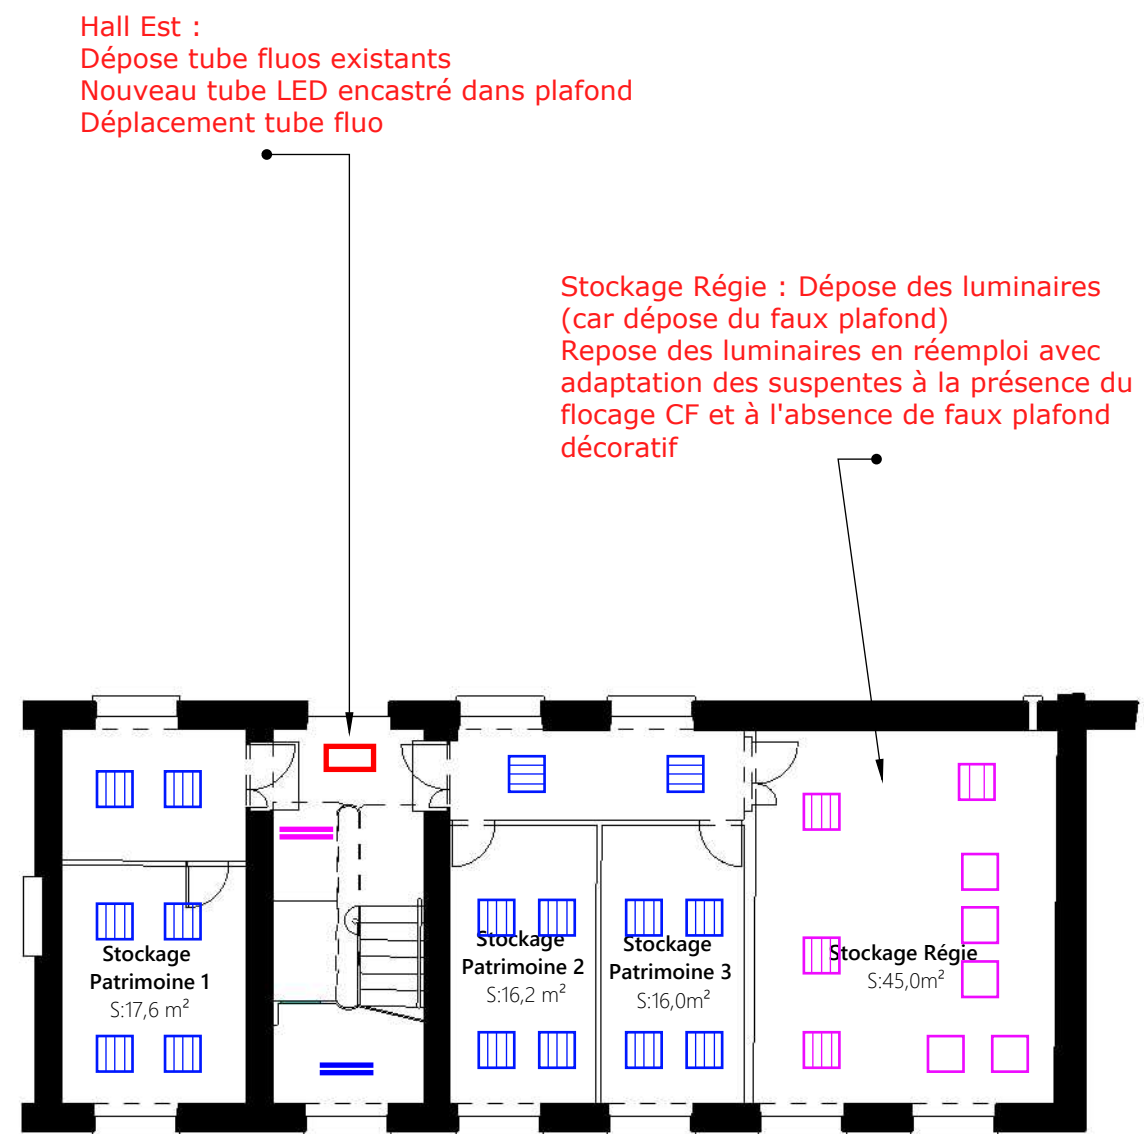 Hall Est :
Dépose tube fluos existants
Nouveau tube LED encastré dans plafond
Déplacement tube fluo
Stockage Régie : Dépose des luminaires
(car dépose du faux plafond)
Repose des luminaires en réemploi avec
adaptation des suspentes à la présence du
flocage CF et à l'absence de faux plafond
décoratif
Stockage
Patrimoine 1
S:17,6 m²
Stockage
Patrimoine 2
S:16,2 m²
Stockage
Patrimoine 3
S:16,0m²
Stockage Régie
S:45,0m²